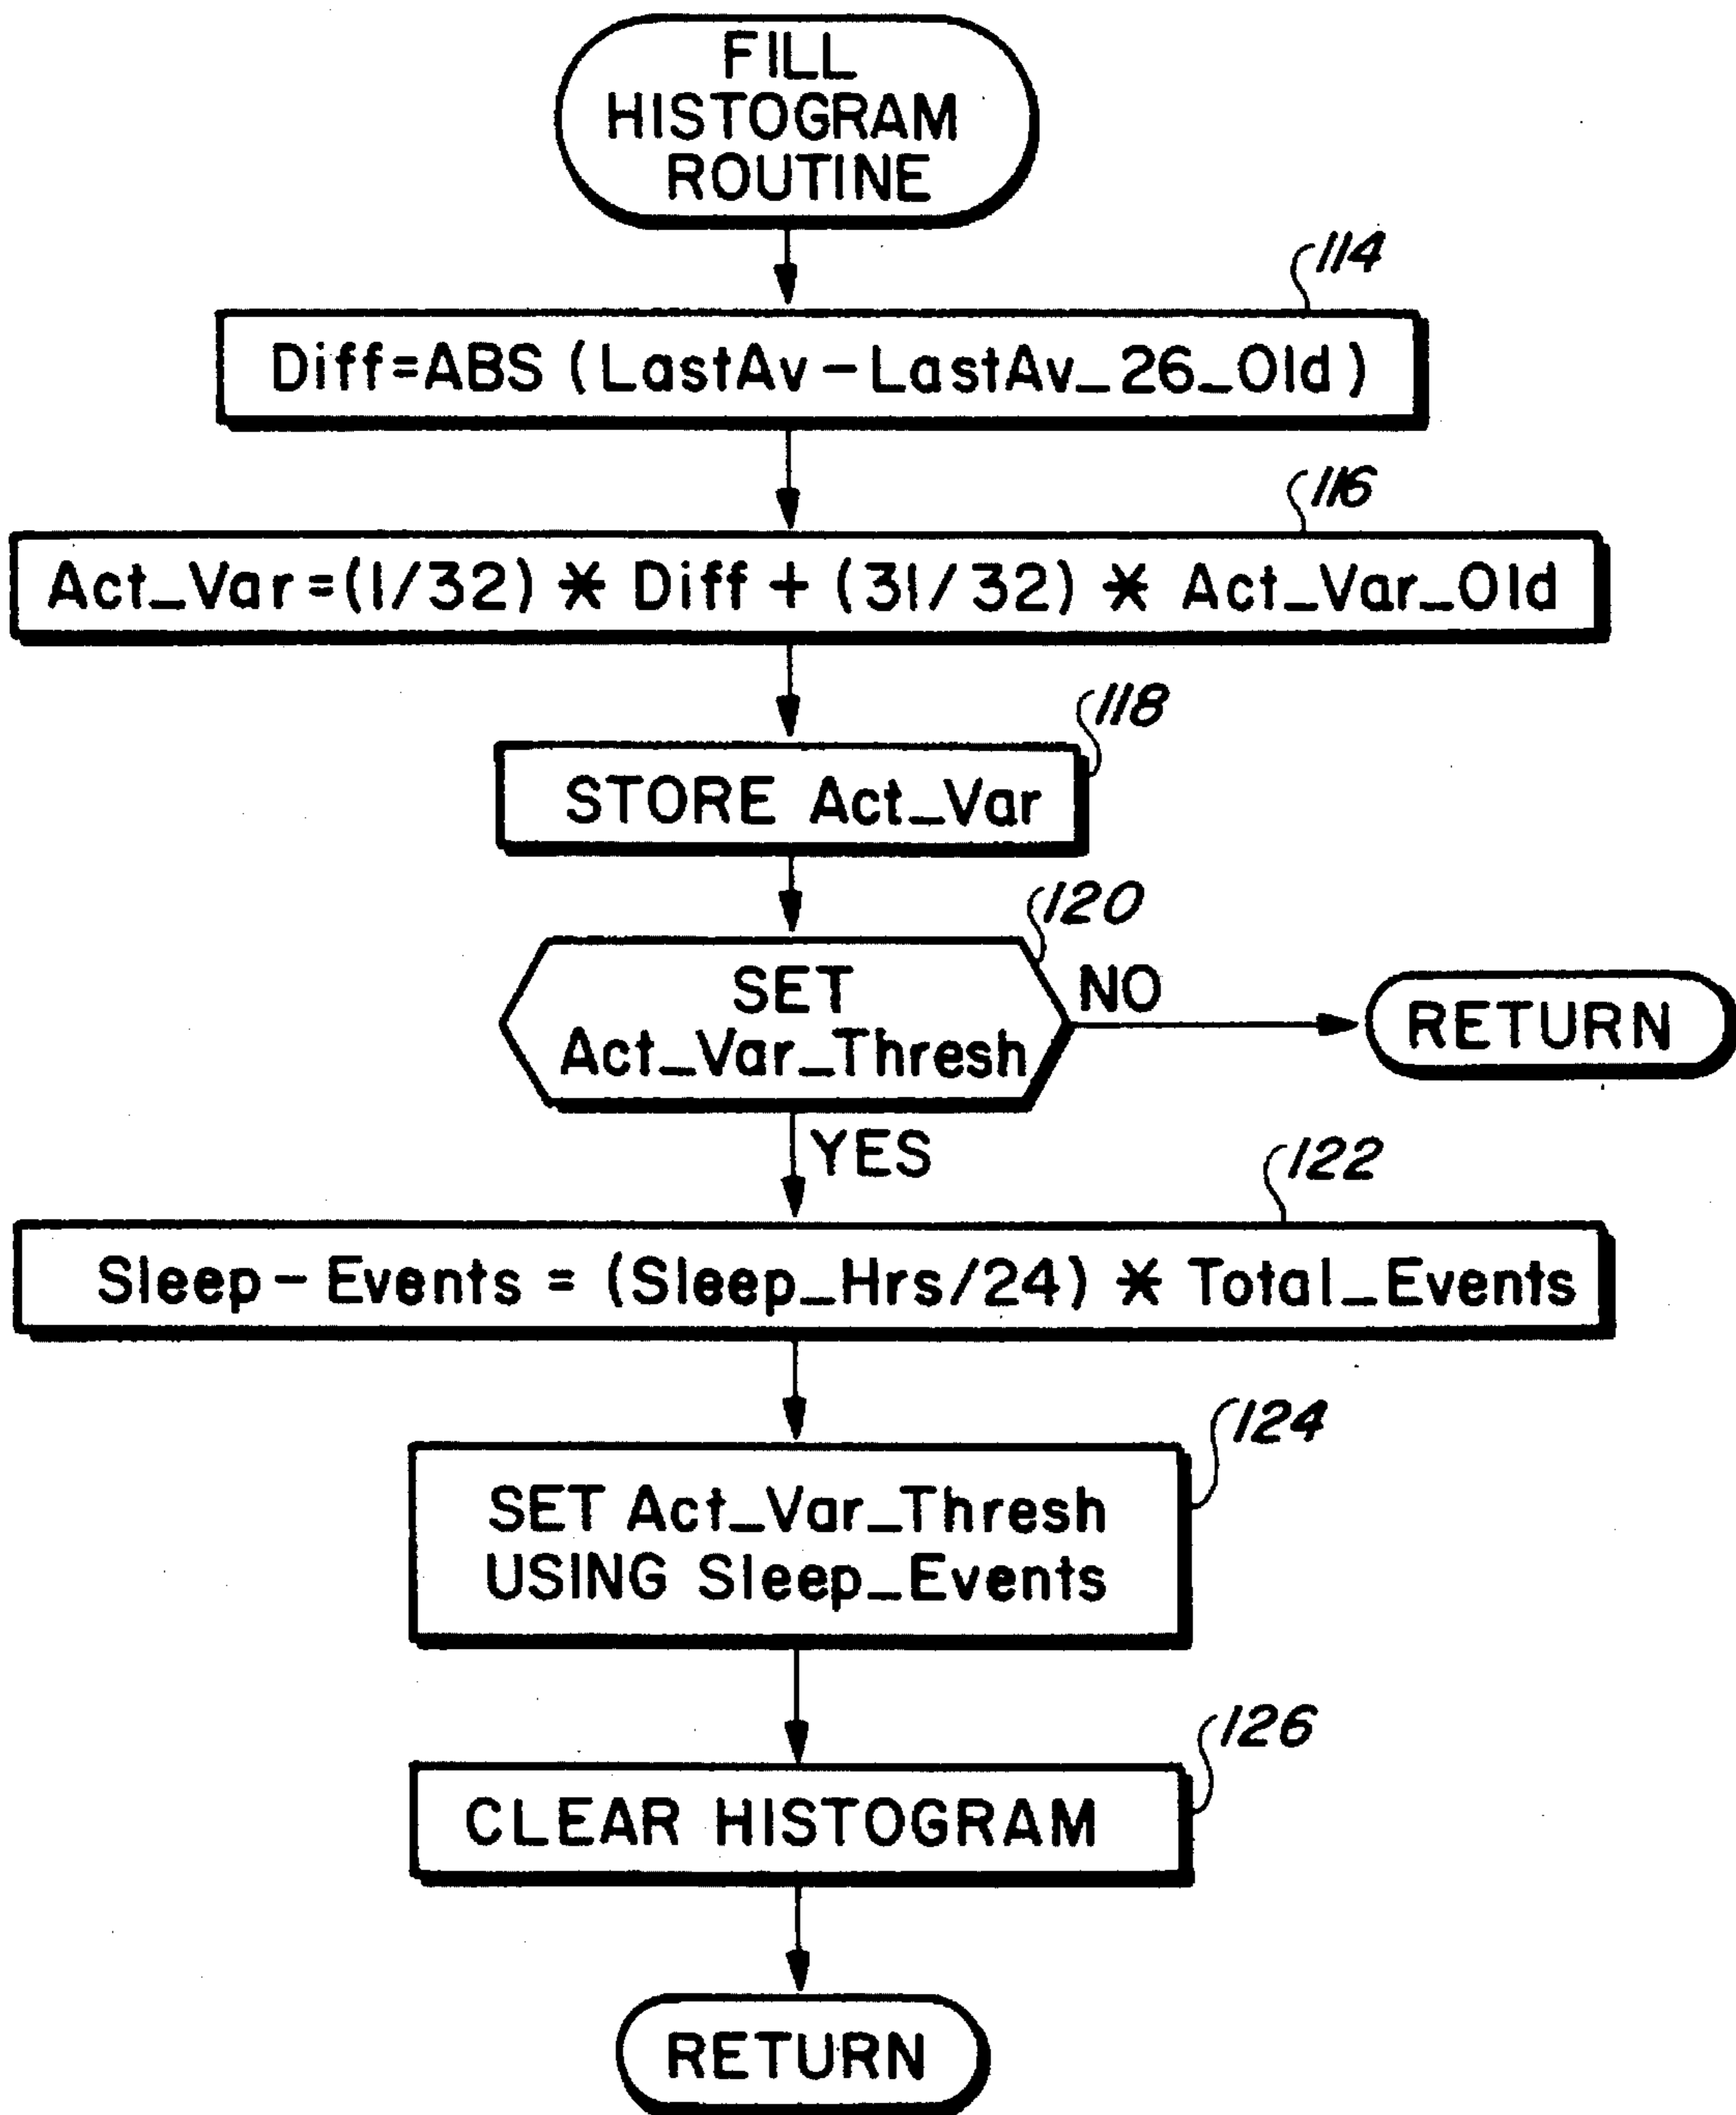 FILL
HISTOGRAM
ROUTINE
114
Diff=ABS (LastAv-LastAv_26_Old)
116
Act_Var=(1/32) * Diff + (31/32) * Act_Var_Old
118
STORE Act_Var
120
SET
Act_Var_Thresh
NO
RETURN
YES
122
Sleep-Events = (Sleep_Hrs/24) * Total_Events
124
SET Act_Var_Thresh
USING Sleep_Events
126
CLEAR HISTOGRAM
RETURN